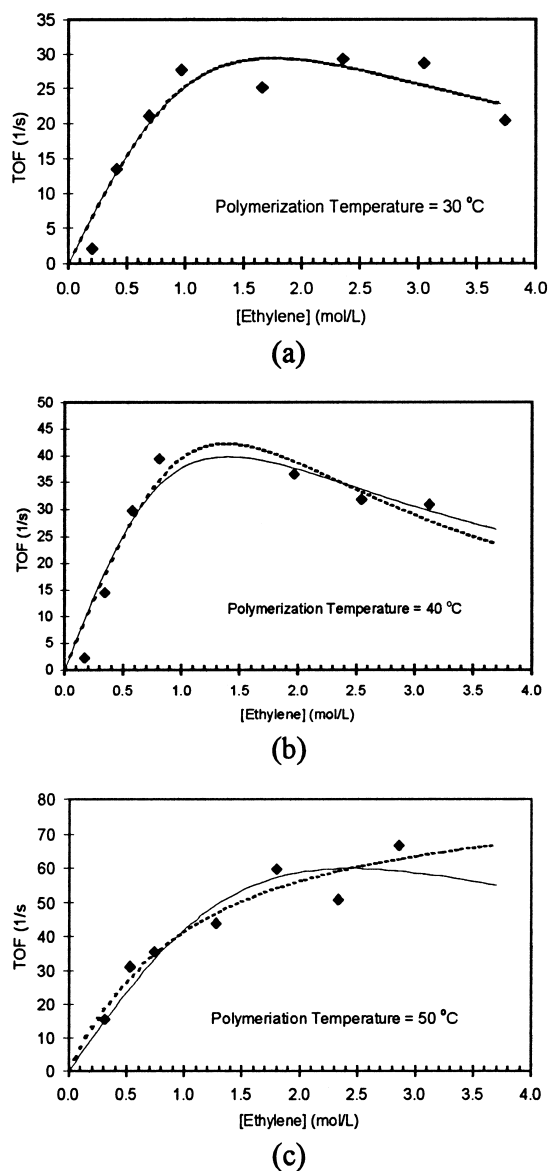 35
30
25
20
15
10
5
0
TOF (1/s)
Polymerization Temperature = 30 °C
0.0 0.5 1.0 1.5 2.0 2.5 3.0 3.5 4.0
[Ethylene] (mol/L)
(a)
50
45
40
35
30
25
20
15
10
5
0
TOF (1/s)
Polymerization Temperature = 40 °C
0.0 0.5 1.0 1.5 2.0 2.5 3.0 3.5 4.0
[Ethylene] (mol/L)
(b)
80
70
60
50
40
30
20
10
0
TOF (1/s
Polymeriation Temperature = 50 °C
0.0 0.5 1.0 1.5 2.0 2.5 3.0 3.5 4.0
[Ethylene] (mol/L)
(c)